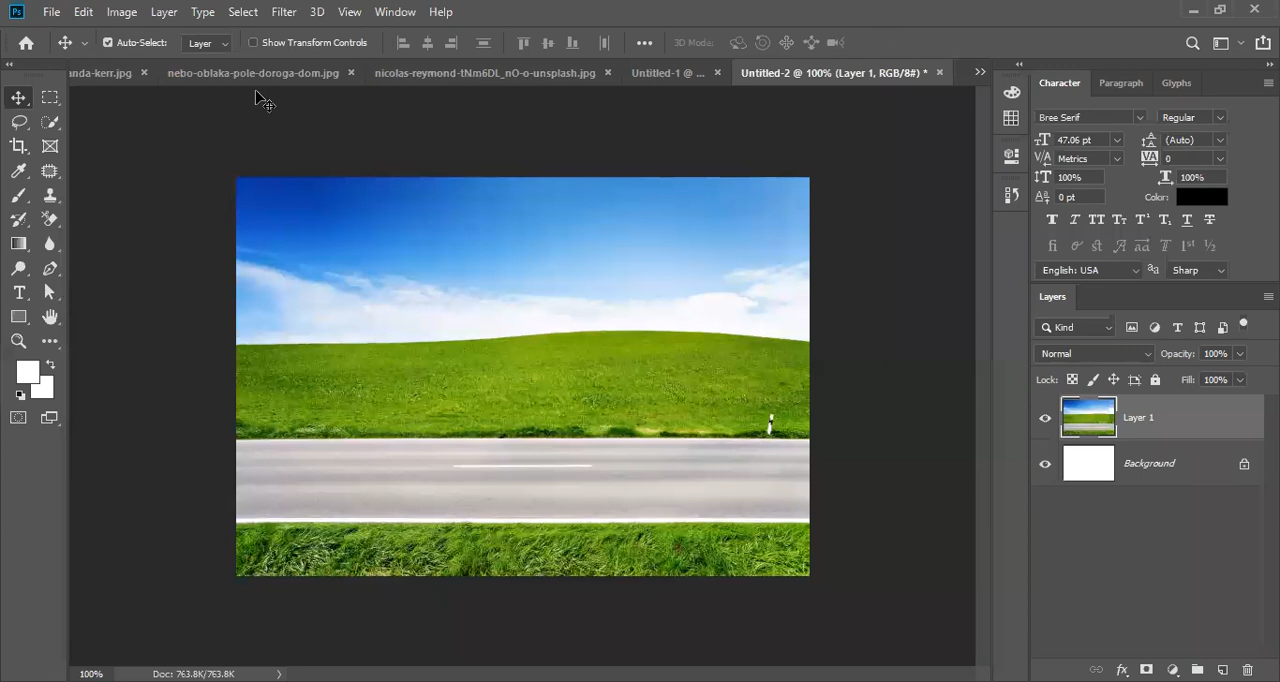 Ps File Edit Image Layer Type Select Filter 3D View Window Help
Auto-Select: Layer Show Transform Controls 3D Mode:
nda-kerr.jpg × nebo-oblaka-pole-doroga-dom.jpg × nicolas-reymond-tNm6DL_nO-o-unsplash.jpg × Untitled-1 @ ... × Untitled-2 @ 100% (Layer 1, RGB/8#) * ×
Character Paragraph Glyphs
Bree Serif Regular
47.06 pt (Auto)
Metrics 0
100% 100%
0 pt Color:
English: USA Sharp
Layers
Kind
Normal Opacity: 100%
Lock: Fill: 100%
Layer 1
Background
100% Doc: 763.8K/763.8K